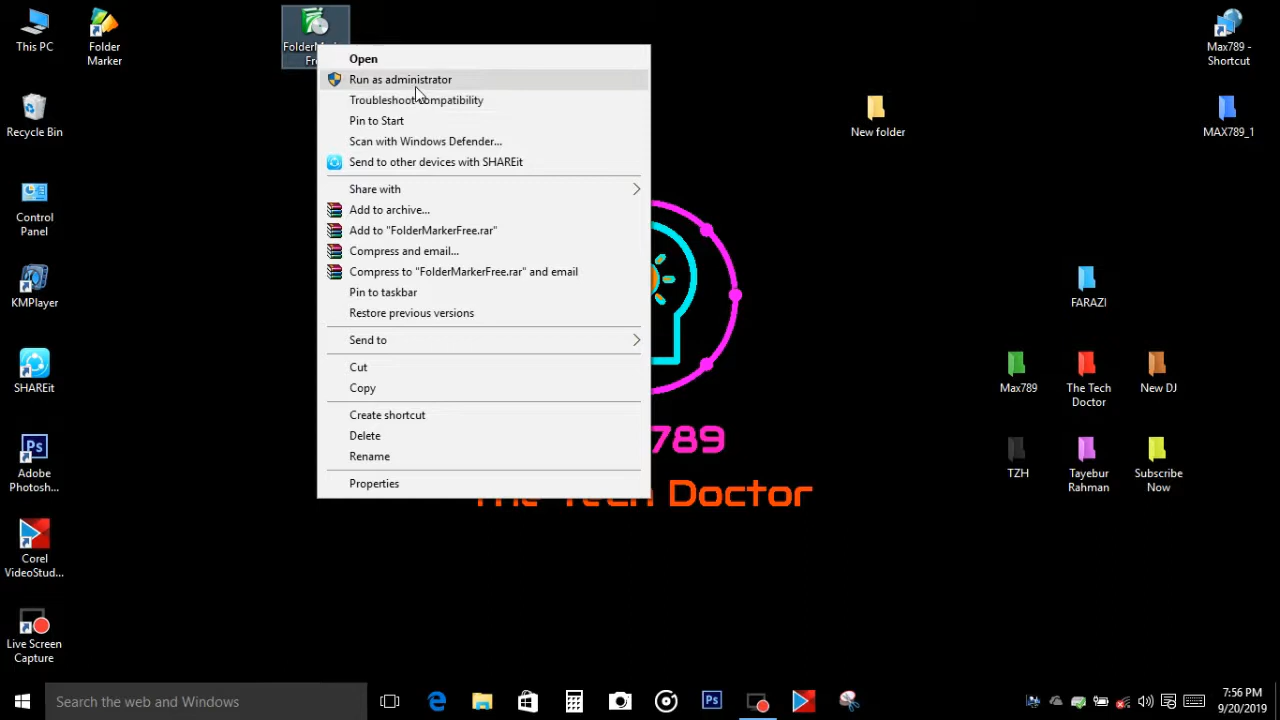 This PC
Folder
Marker
Open
Run as administrator
Troubleshoot compatibility
Pin to Start
Scan with Windows Defender...
Send to other devices with SHAREit
Share with
Add to archive...
Add to "FolderMarkerFree.rar"
Compress and email...
Compress to "FolderMarkerFree.rar" and email
Pin to taskbar
Restore previous versions
Send to
Cut
Copy
Create shortcut
Delete
Rename
Properties
Max789 -
Shortcut
Recycle Bin
New folder
MAX789_1
Control
Panel
KMPlayer
FARAZI
SHAREit
Max789
The Tech
Doctor
New DJ
789
Tech Doctor
Adobe
Photosh...
TZH
Tayebur
Rahman
Subscribe
Now
Corel
VideoStud...
Live Screen
Capture
Search the web and Windows
Ps
7:56 PM
9/20/2019